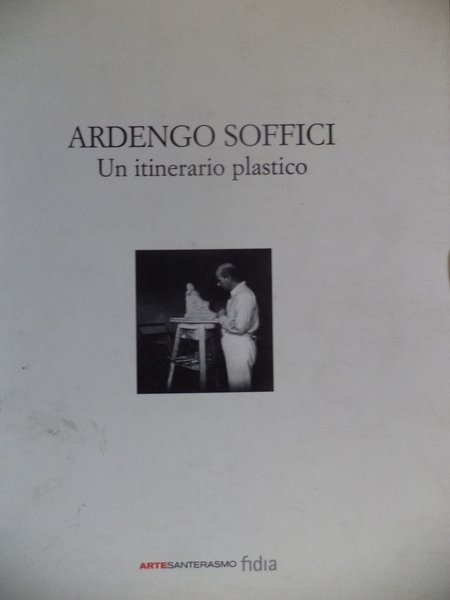 ARDENGO SOFFICI
Un itinerario plastico
ARTESANTERASMO fidia